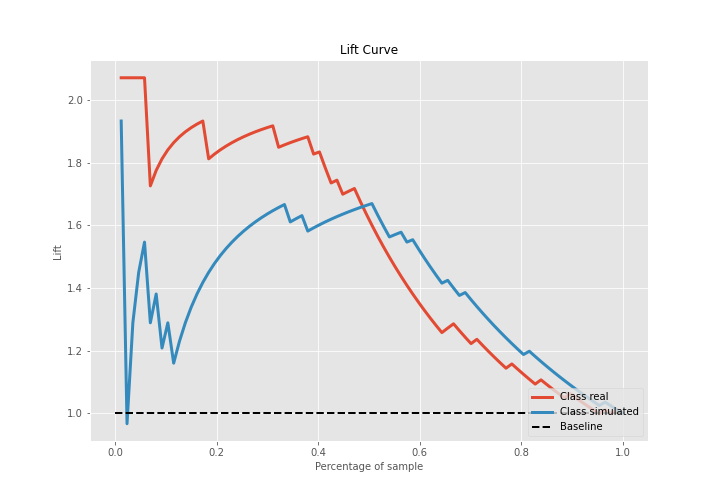 Lift Curve
2.0
1.8
1.6
1.4
1.2
1.0
Lift
0.0 0.2 0.4 0.6 0.8 1.0
Percentage of sample
Class real
Class simulated
Baseline